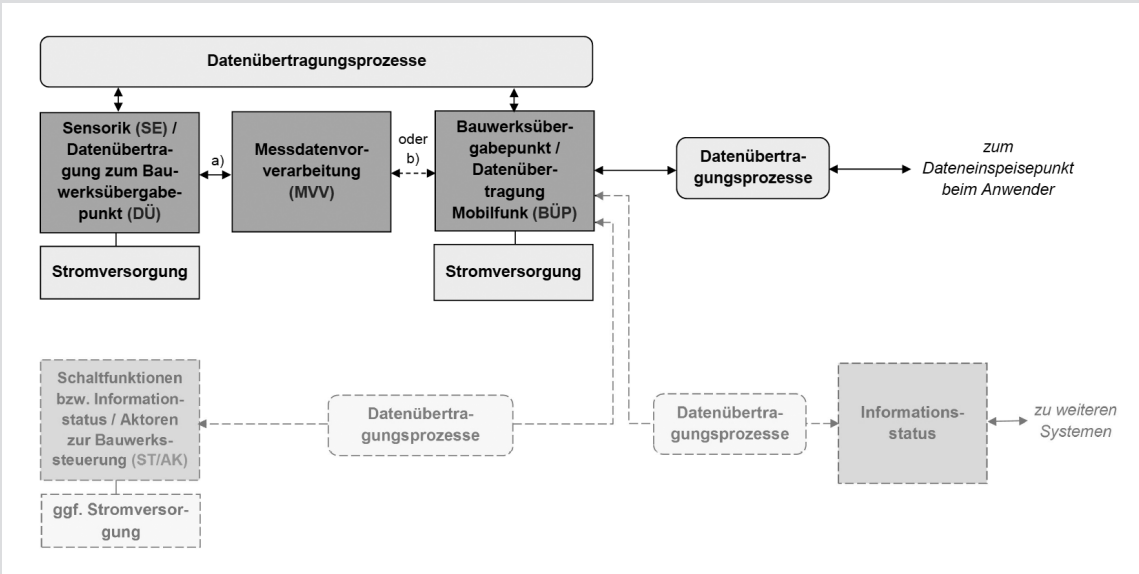 Datenübertragungsprozesse
Sensorik (SE) /
Datenübertra-
gung zum Bau-
werksübergabe-
punkt (DÜ)
a)
Messdatenvor-
verarbeitung
(MVV)
oder
b)
Bauwerksüber-
gabepunkt /
Datenüber-
tragung
Mobilfunk (BÜP)
Datenübertra-
gungsprozesse
zum
Dateneinspeisepunkt
beim Anwender
Stromversorgung
Stromversorgung
Schaltfunktionen
bzw. Information-
status / Aktoren
zur Bauwerks-
steuerung (ST/AK)
Datenübertra-
gungsprozesse
Datenübertra-
gungsprozesse
Informations-
status
zu weiteren
Systemen
ggf. Stromversor-
gung